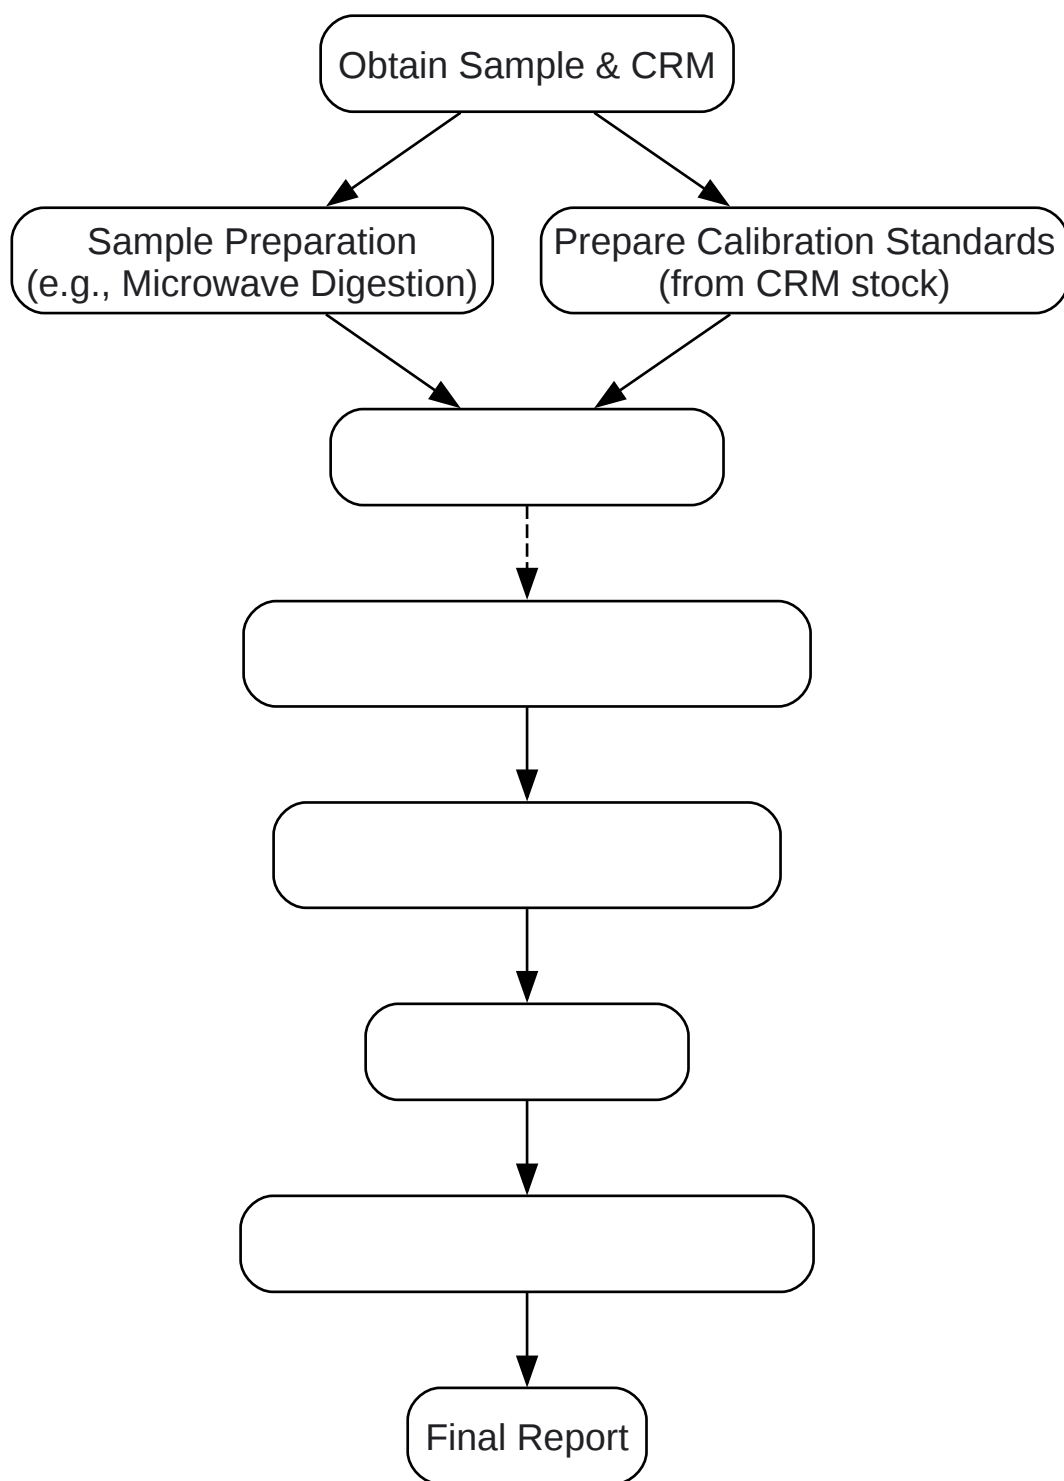 Obtain Sample & CRM
Sample Preparation
(e.g., Microwave Digestion)
Prepare Calibration Standards
(from CRM stock)
Final Report